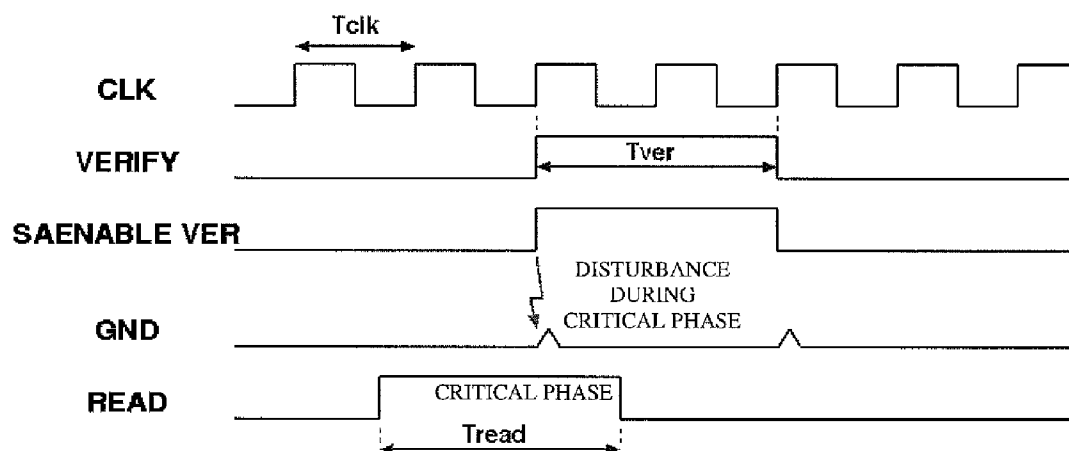 Tclk
CLK
VERIFY
Tver
SAENABLE VER
DISTURBANCE
DURING
CRITICAL PHASE
GND
READ
CRITICAL PHASE
Tread